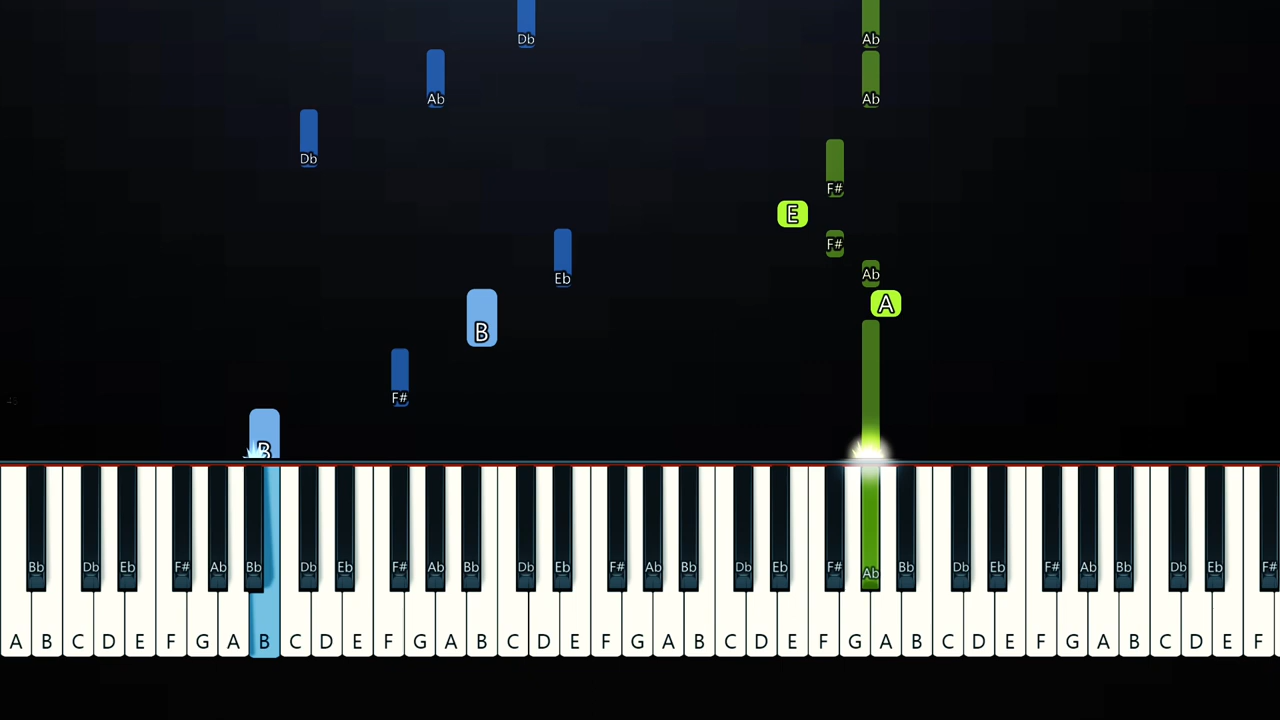 Db Ab
Ab Ab
Db
F#
E
F#
Eb Ab
B A
F#
B
Bb Db Eb F# Ab Bb Db Eb F# Ab Bb Db Eb F# Ab Bb Db Eb F# Ab Bb Db Eb F# Ab Bb Db Eb F#
A B C D E F G A B C D E F G A B C D E F G A B C D E F G A B C D E F G A B C D E F